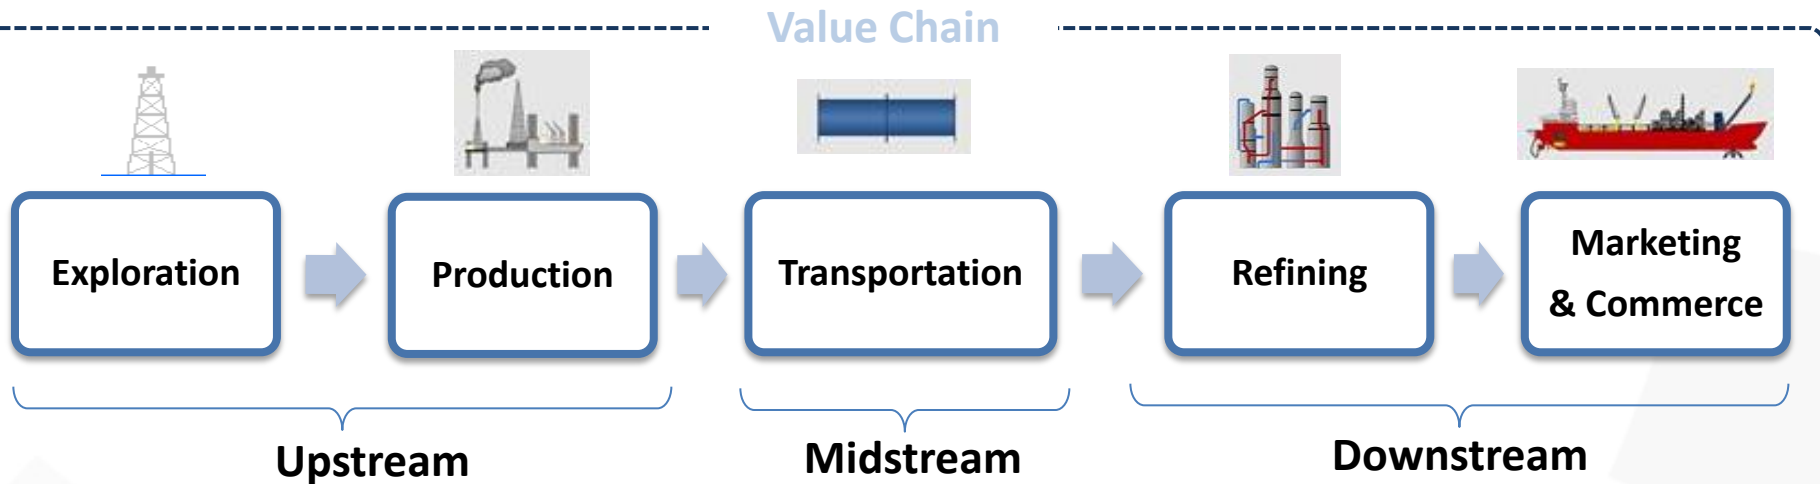 Value Chain
Exploration
Production
Transportation
Refining
Marketing
& Commerce
Upstream
Midstream
Downstream